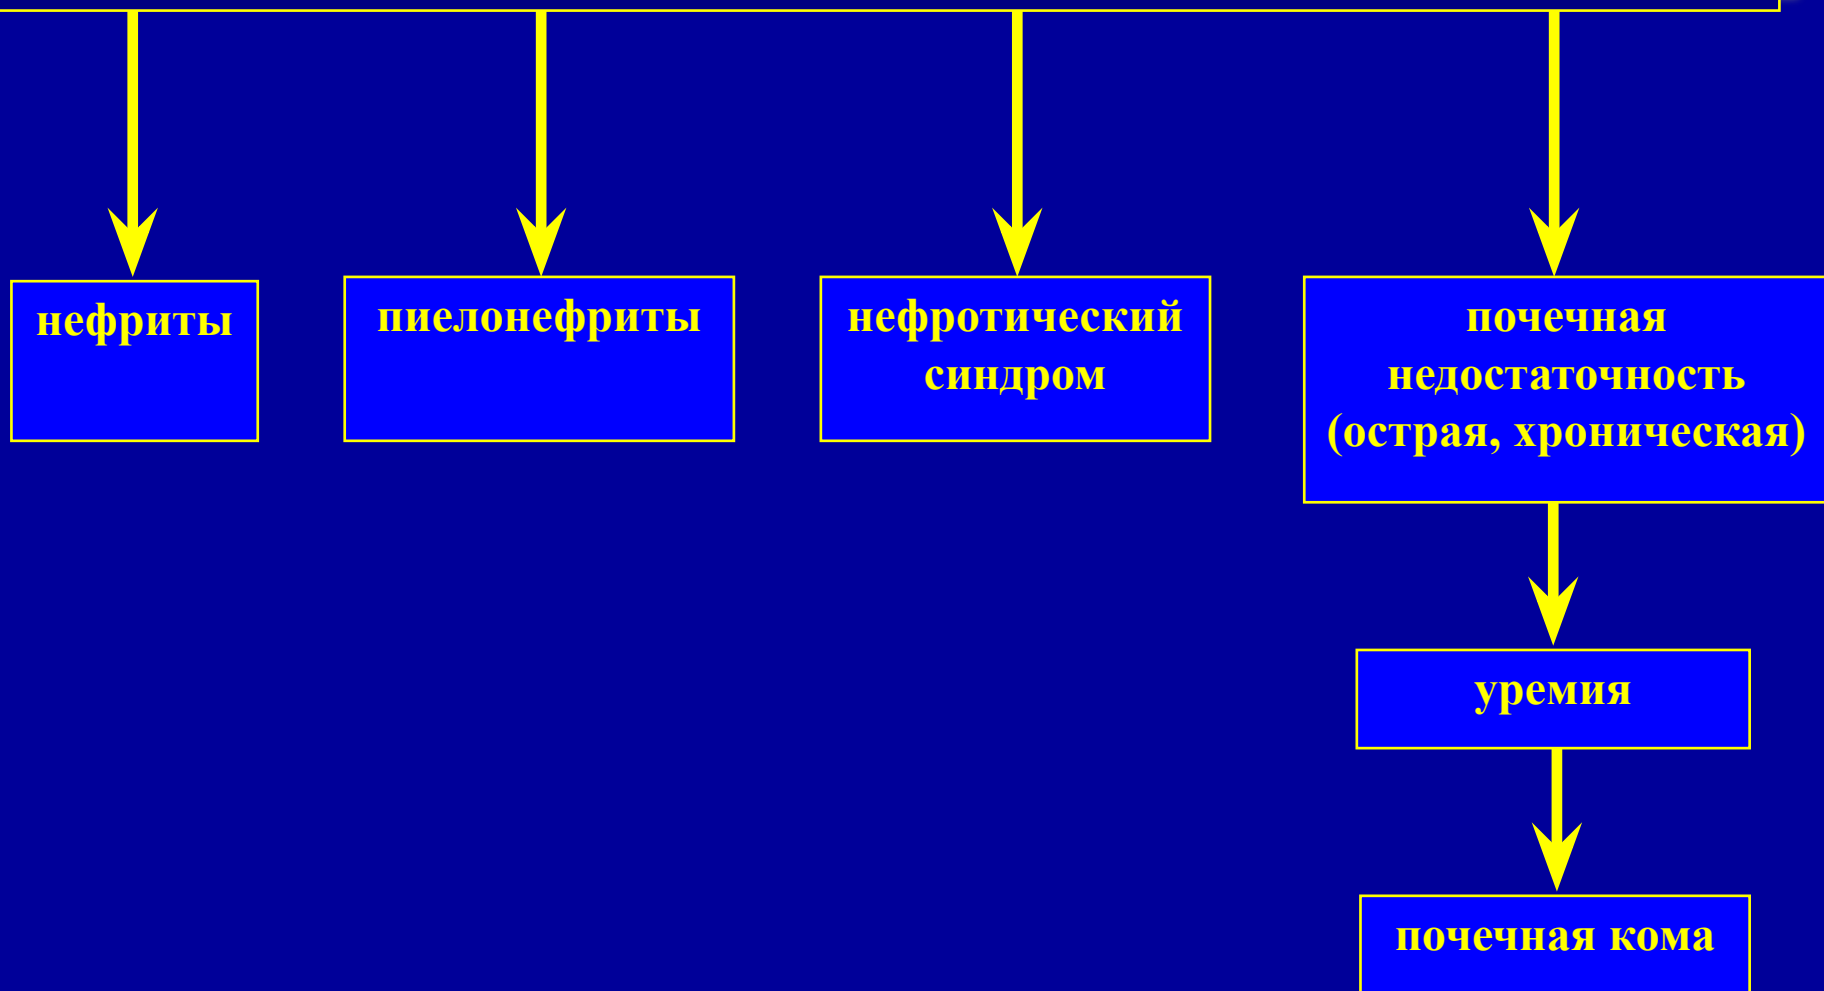 нефриты
пиелонефриты
нефротический
синдром
почечная
недостаточность
(острая, хроническая)
уремия
почечная кома